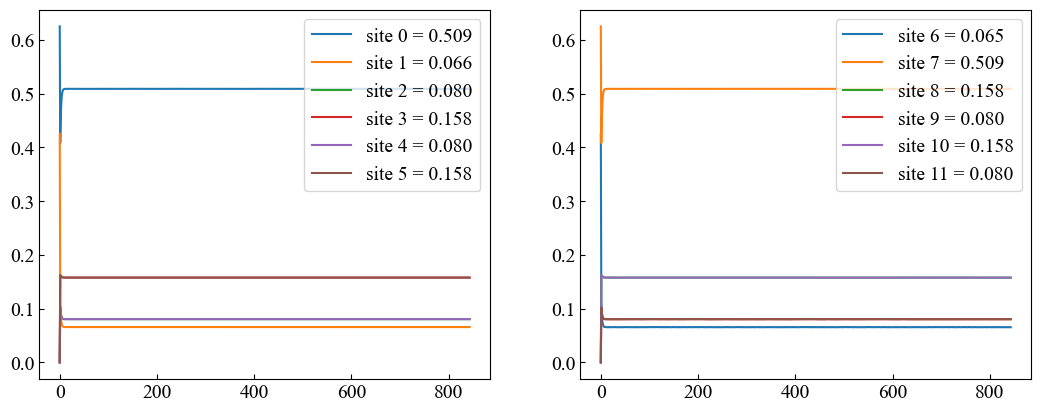 0.6
0.5
0.4
0.3
0.2
0.1
0.0
0 200 400 600 800
site 0 = 0.509
site 1 = 0.066
site 2 = 0.080
site 3 = 0.158
site 4 = 0.080
site 5 = 0.158
0.6
0.5
0.4
0.3
0.2
0.1
0.0
0 200 400 600 800
site 6 = 0.065
site 7 = 0.509
site 8 = 0.158
site 9 = 0.080
site 10 = 0.158
site 11 = 0.080